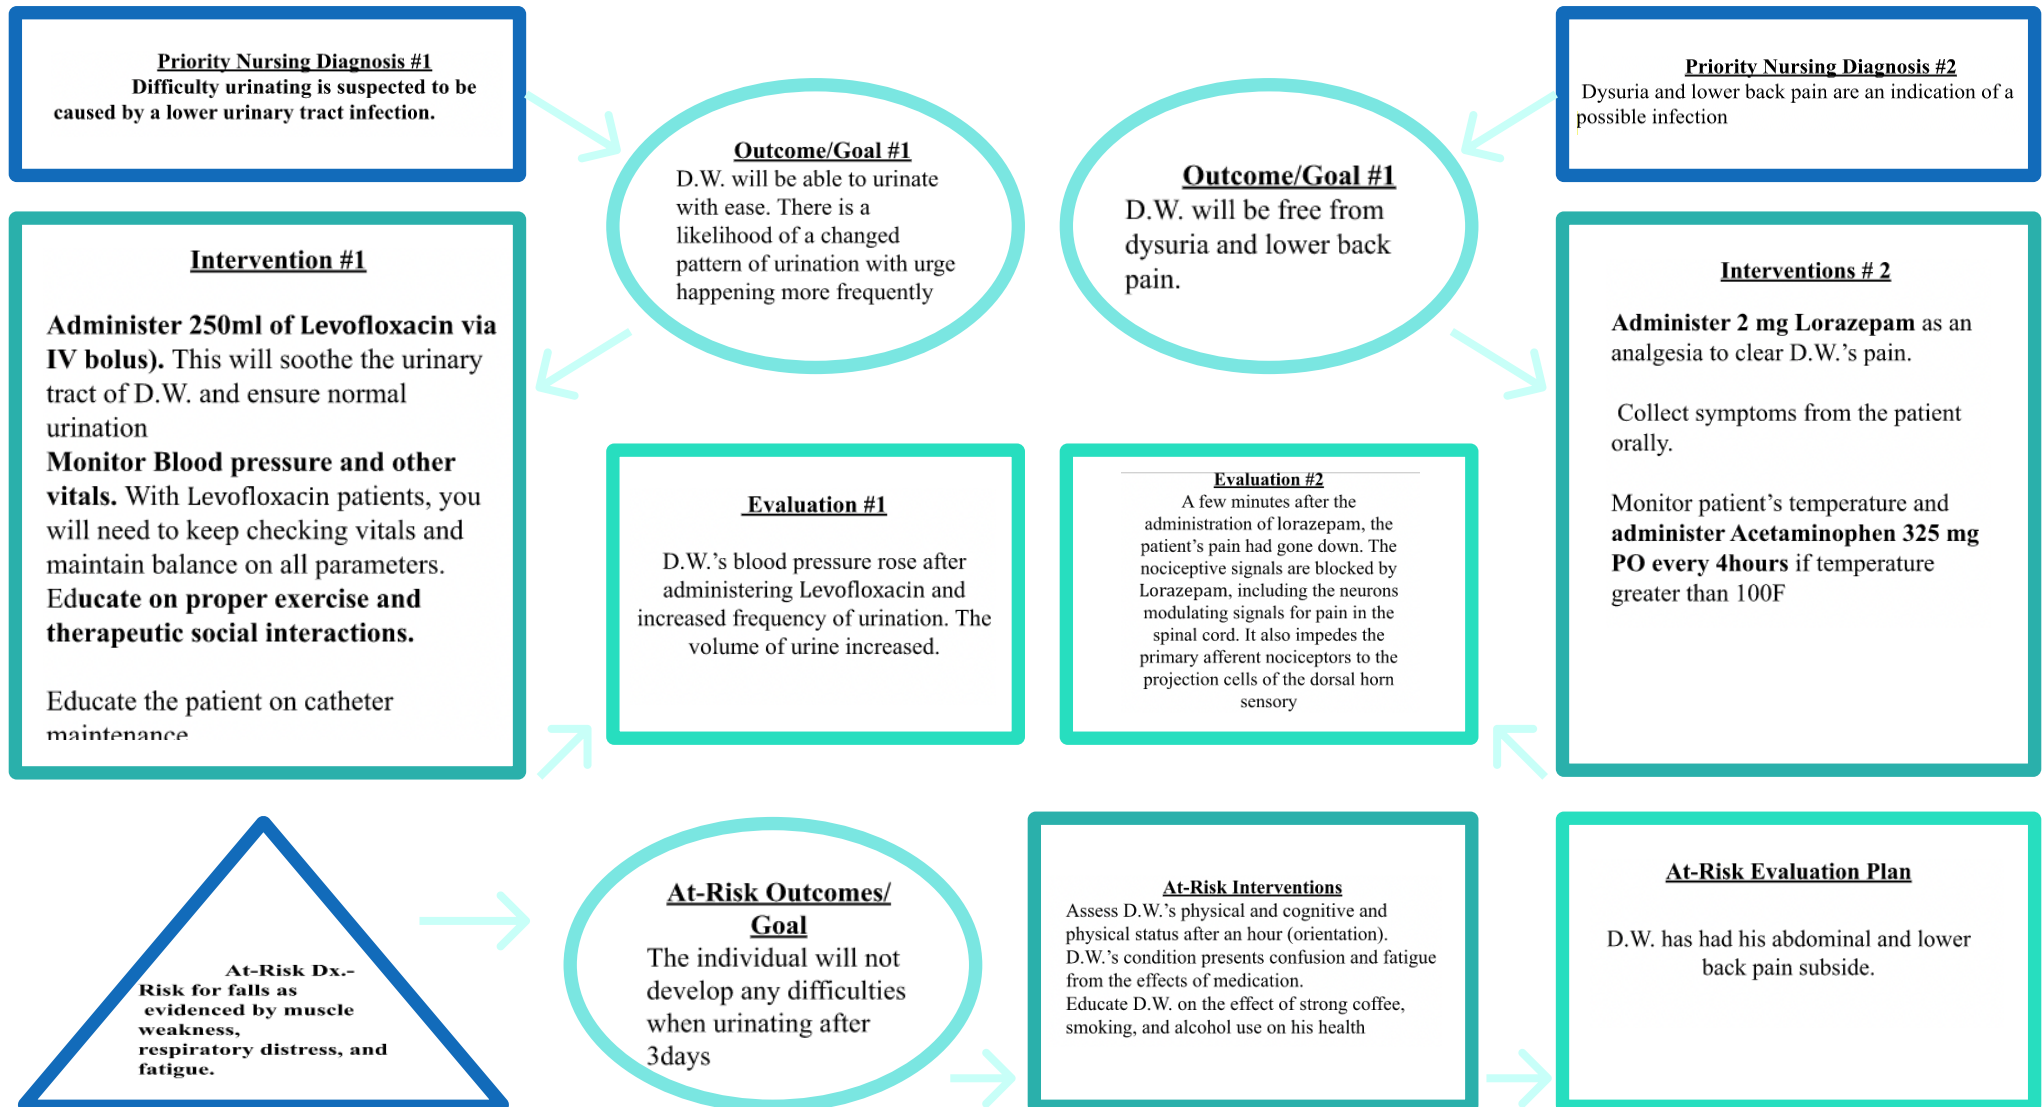 Priority Nursing Diagnosis #1
Difficulty urinating is suspected to be
caused by a lower urinary tract infection.
Priority Nursing Diagnosis #2
Dysuria and lower back pain are an indication of a
possible infection
Outcome/Goal #1
D.W. will be able to urinate
with ease. There is a
likelihood of a changed
pattern of urination with urge
happening more frequently
Outcome/Goal #1
D.W. will be free from
dysuria and lower back
pain.
Intervention #1
Administer 250ml of Levofloxacin via
IV bolus). This will soothe the urinary
tract of D.W. and ensure normal
urination
Monitor Blood pressure and other
vitals. With Levofloxacin patients, you
will need to keep checking vitals and
maintain balance on all parameters.
Educate on proper exercise and
therapeutic social interactions.
Educate the patient on catheter
maintenance
Interventions # 2
Administer 2 mg Lorazepam as an
analgesia to clear D.W.’s pain.
Collect symptoms from the patient
orally.
Monitor patient’s temperature and
administer Acetaminophen 325 mg
PO every 4hours if temperature
greater than 100F
Evaluation #1
D.W.’s blood pressure rose after
administering Levofloxacin and
increased frequency of urination. The
volume of urine increased.
Evaluation #2
A few minutes after the
administration of lorazepam, the
patient’s pain had gone down. The
nociceptive signals are blocked by
Lorazepam, including the neurons
modulating signals for pain in the
spinal cord. It also impedes the
primary afferent nociceptors to the
projection cells of the dorsal horn
sensory
At-Risk Dx.-
Risk for falls as
evidenced by muscle
weakness,
respiratory distress, and
fatigue.
At-Risk Outcomes/
Goal
The individual will not
develop any difficulties
when urinating after
3days
At-Risk Interventions
Assess D.W.’s physical and cognitive and
physical status after an hour (orientation).
D.W.’s condition presents confusion and fatigue
from the effects of medication.
Educate D.W. on the effect of strong coffee,
smoking, and alcohol use on his health
At-Risk Evaluation Plan
D.W. has had his abdominal and lower
back pain subside.